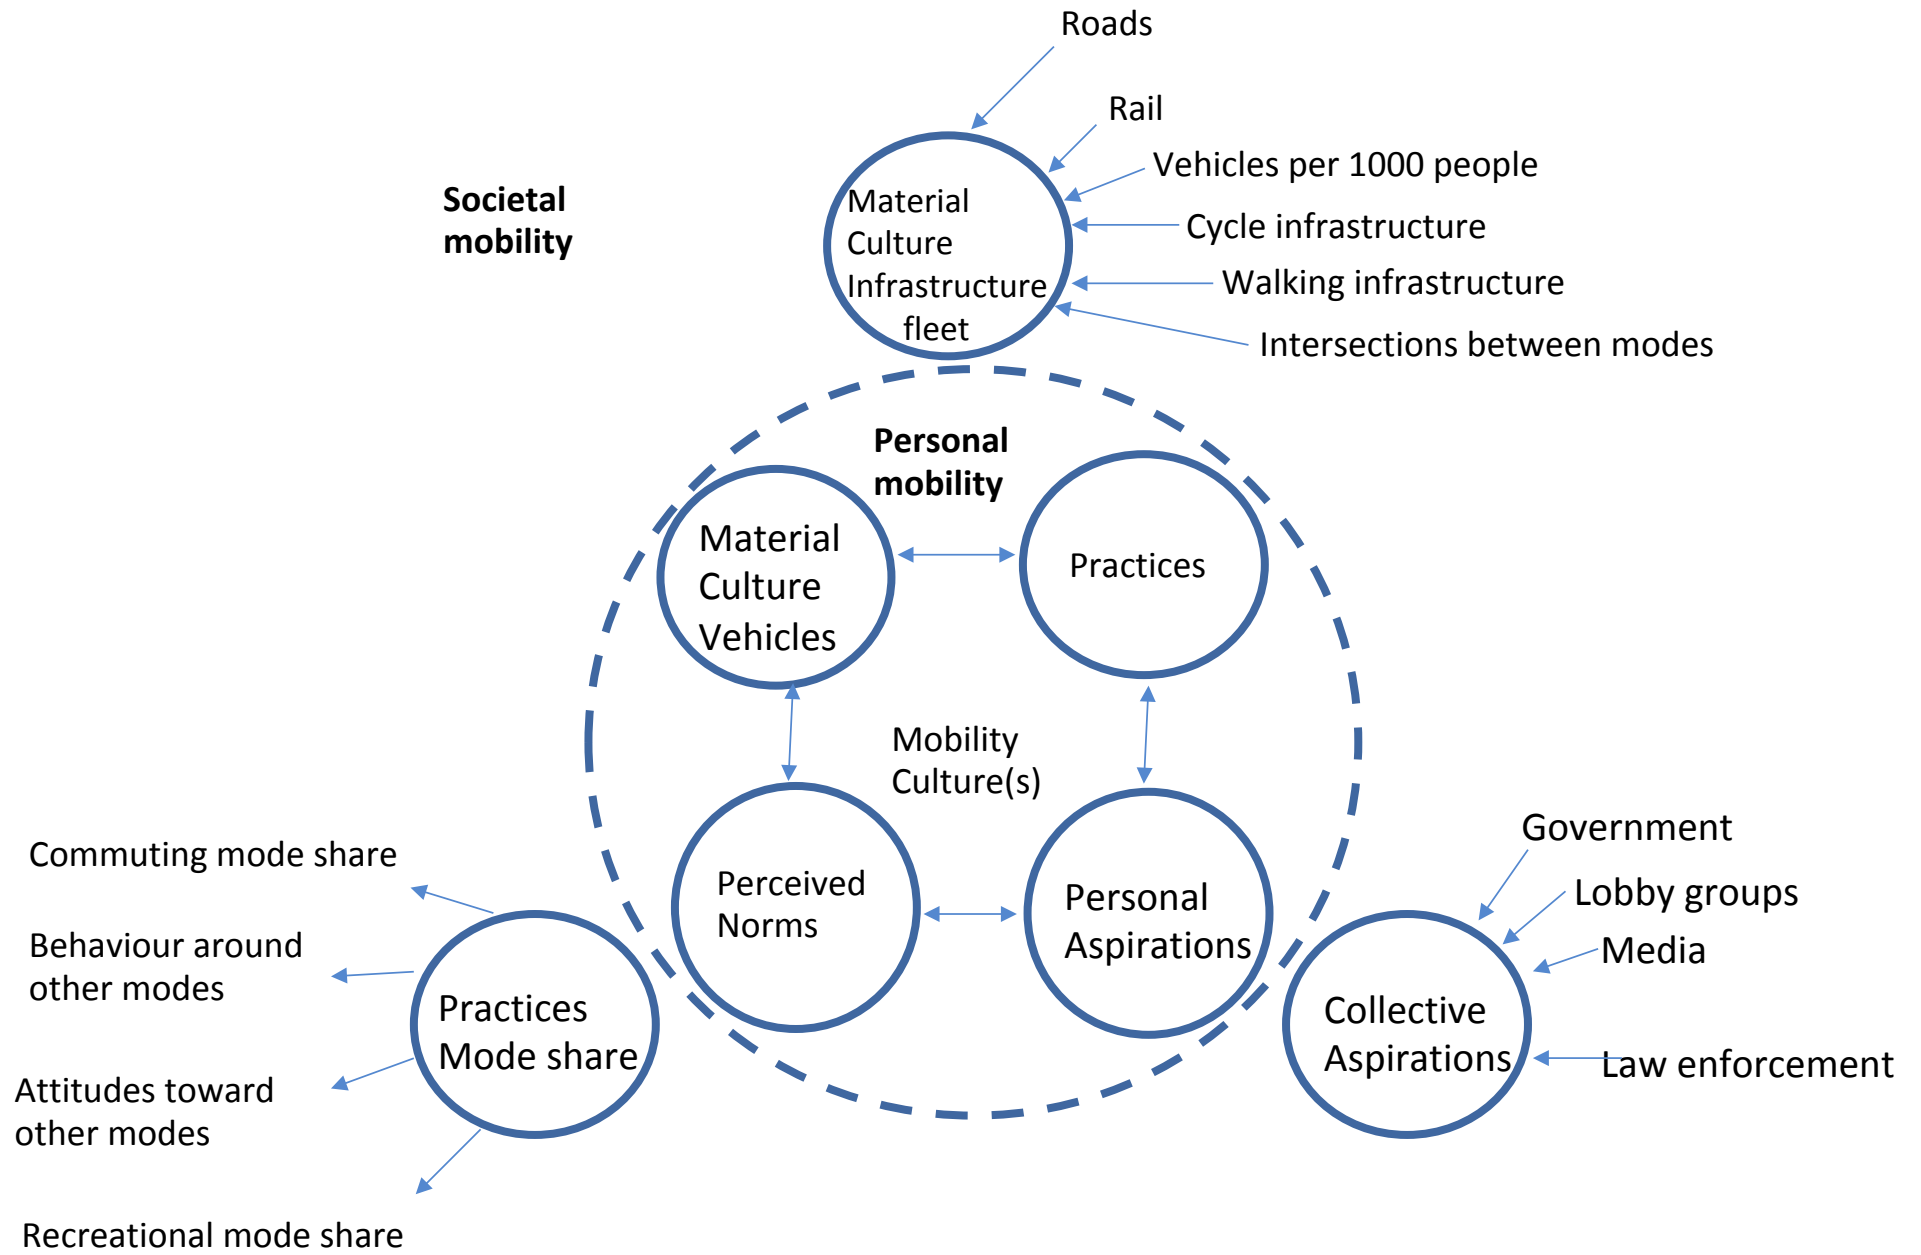 Roads
Rail
Vehicles per 1000 people
Cycle infrastructure
Walking infrastructure
Intersections between modes
Societal
mobility
Material
Culture
Infrastructure
fleet
Personal
mobility
Material
Culture
Vehicles
Practices
Mobility
Culture(s)
Perceived
Norms
Personal
Aspirations
Commuting mode share
Behaviour around
other modes
Attitudes toward
other modes
Recreational mode share
Practices
Mode share
Government
Lobby groups
Media
Law enforcement
Collective
Aspirations